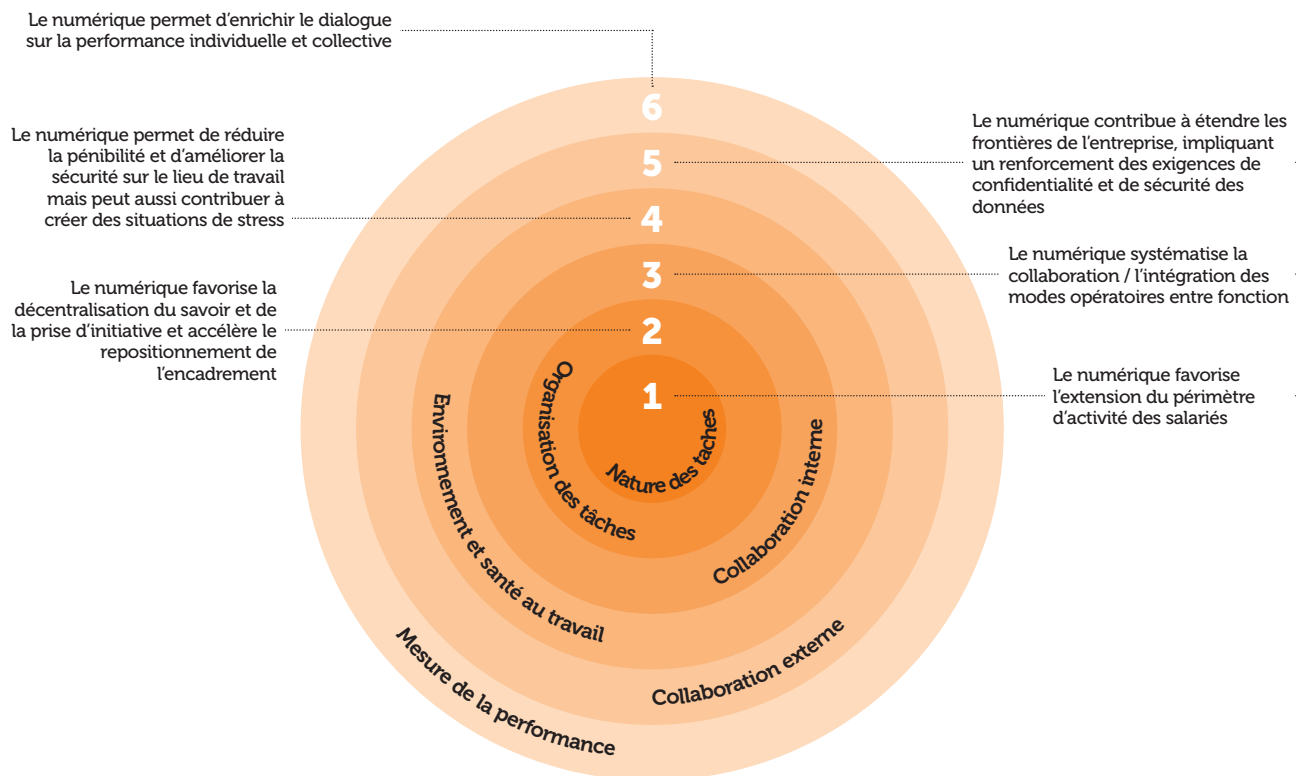 Le numérique permet d'enrichir le dialogue
sur la performance individuelle et collective
Le numérique permet de réduire
la pénibilité et d'améliorer la
sécurité sur le lieu de travail
mais peut aussi contribuer à
créer des situations de stress
Le numérique favorise la
décentralisation du savoir et de
la prise d'initiative et accélère le
repositionnement de
l'encadrement
6
5
4
3
2
1
Nature des taches
Organisation des tâches
Collaboration interne
Environnement et santé au travail
Collaboration externe
Mesure de la performance
Le numérique contribue à étendre les
frontières de l'entreprise, impliquant
un renforcement des exigences de
confidentialité et de sécurité des
données
Le numérique systématise la
collaboration / l'intégration des
modes opératoires entre fonction
Le numérique favorise
l'extension du périmètre
d'activité des salariés